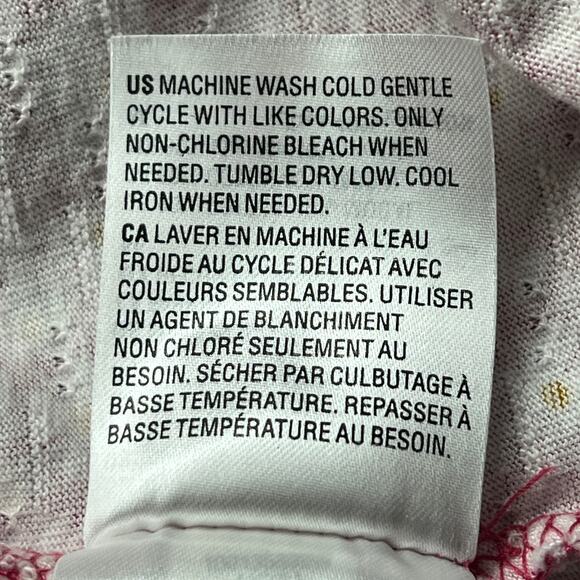 US MACHINE WASH COLD GENTLE
CYCLE WITH LIKE COLORS. ONLY
NON-CHLORINE BLEACH WHEN
NEEDED. TUMBLE DRY LOW. COOL
IRON WHEN NEEDED.
CA LAVER EN MACHINE À L'EAU
FROIDE AU CYCLE DÉLICAT AVEC
COULEURS SEMBLABLES. UTILISER
UN AGENT DE BLANCHIMENT
NON CHLORÉ SEULEMENT AU
BESOIN. SÉCHER PAR CULBUTAGE À
BASSE TEMPÉRATURE. REPASSER À
BASSE TEMPÉRATURE AU BESOIN.